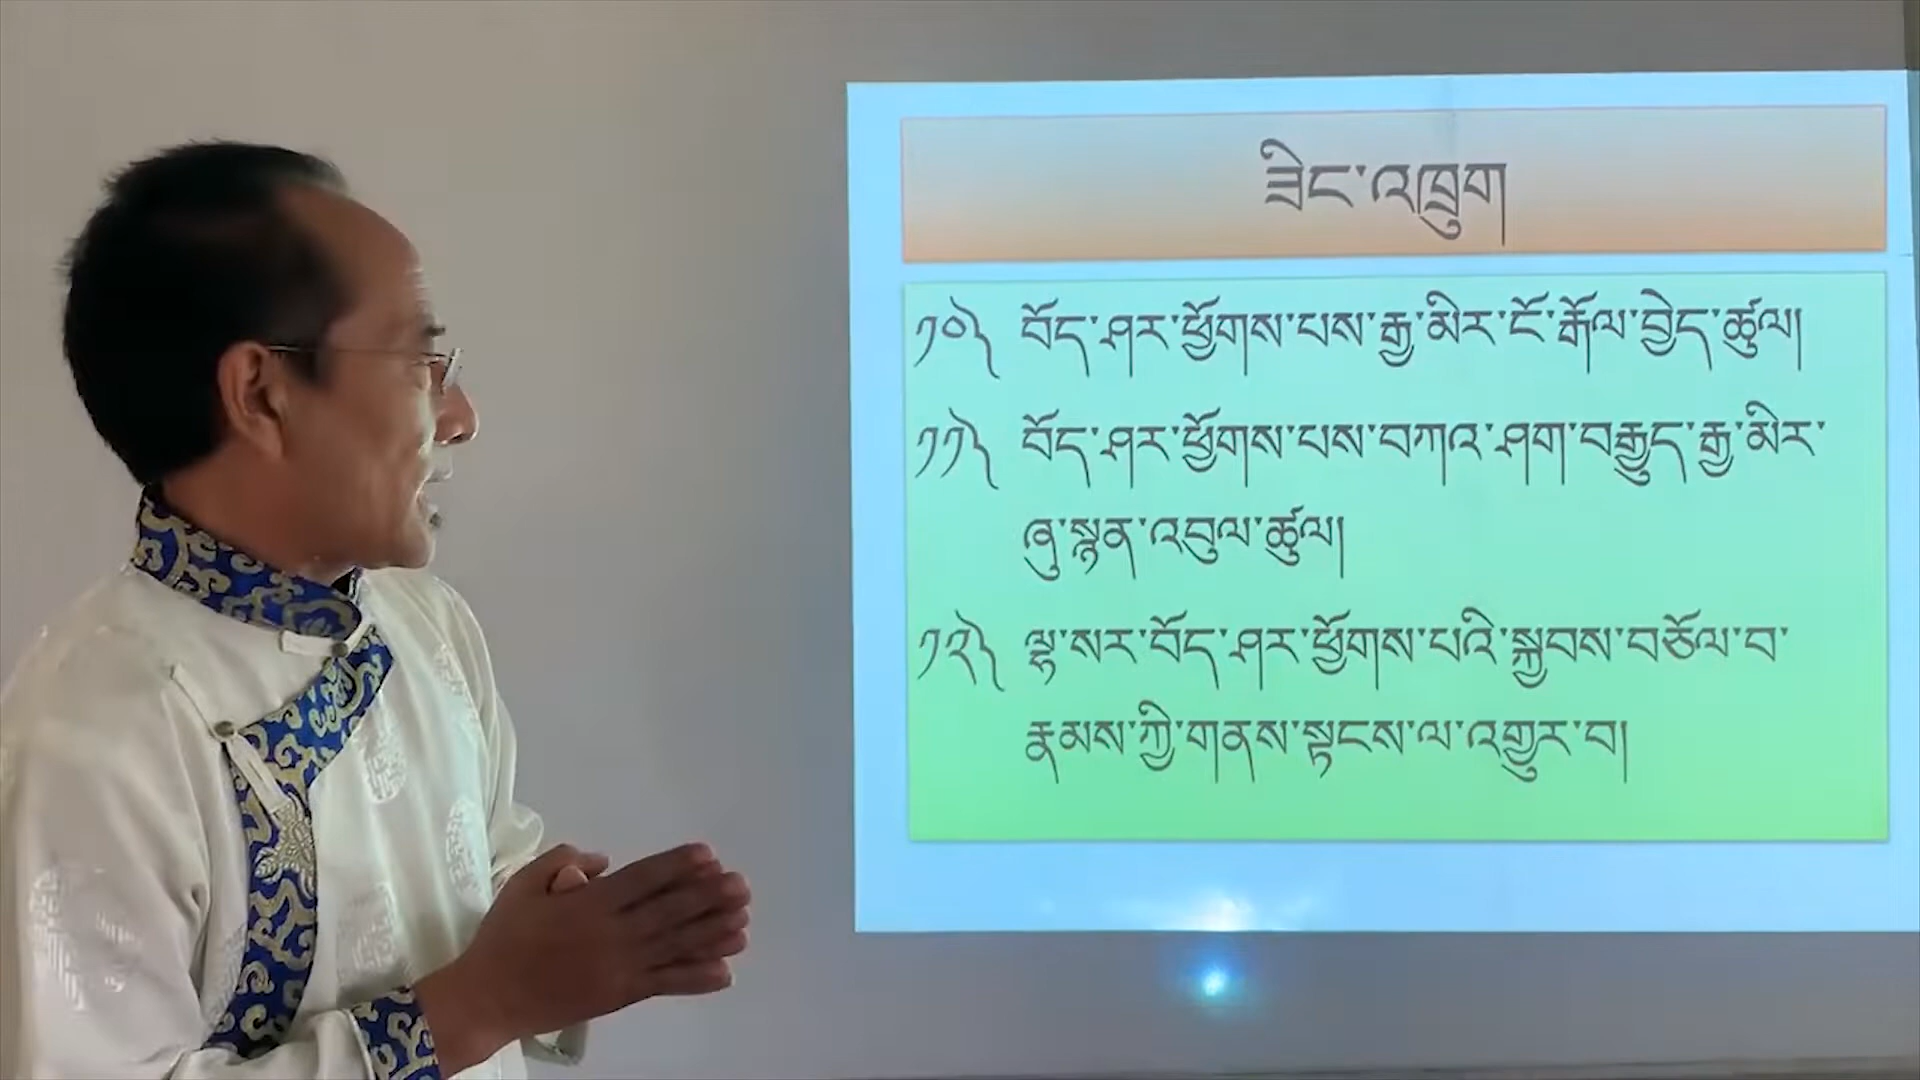 ཟིང་འཁྲུག
༡༠༽ བོད་ཤར་ཕྱོགས་པས་རྒྱ་མིར་ངོ་རྒོལ་བྱེད་ཚུལ།
༡༡༽ བོད་ཤར་ཕྱོགས་པས་བཀའ་ཤག་བརྒྱུད་རྒྱ་མིར་
ཞུ་སྙན་འབུལ་ཚུལ།
༡༢༽ ལྷ་སར་བོད་ཤར་ཕྱོགས་པའི་སྐྱབས་བཅོལ་བ་
རྣམས་ཀྱི་གནས་སྟངས་ལ་འགྱུར་བ།